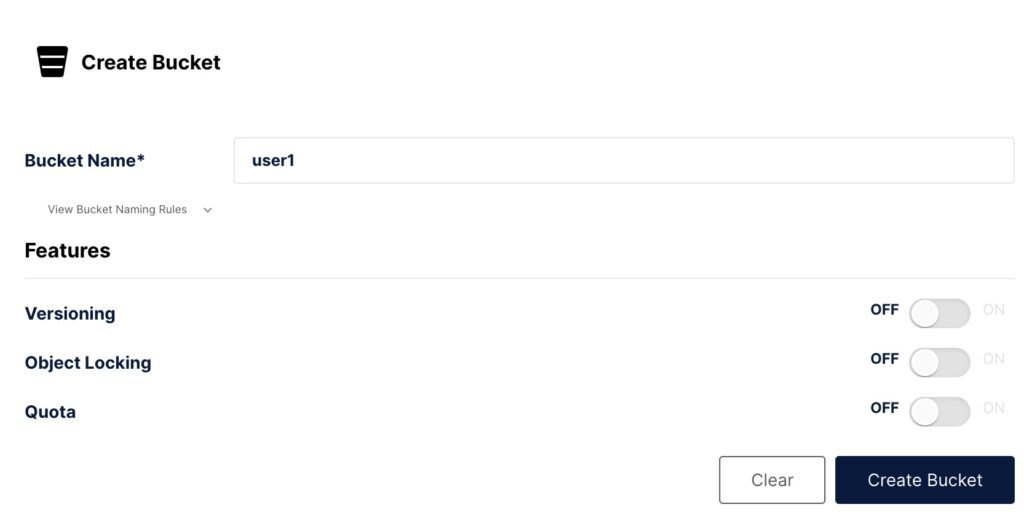 Create Bucket
Bucket Name*
user1
View Bucket Naming Rules
Features
Versioning
OFF ON
Object Locking
OFF ON
Quota
OFF ON
Clear
Create Bucket